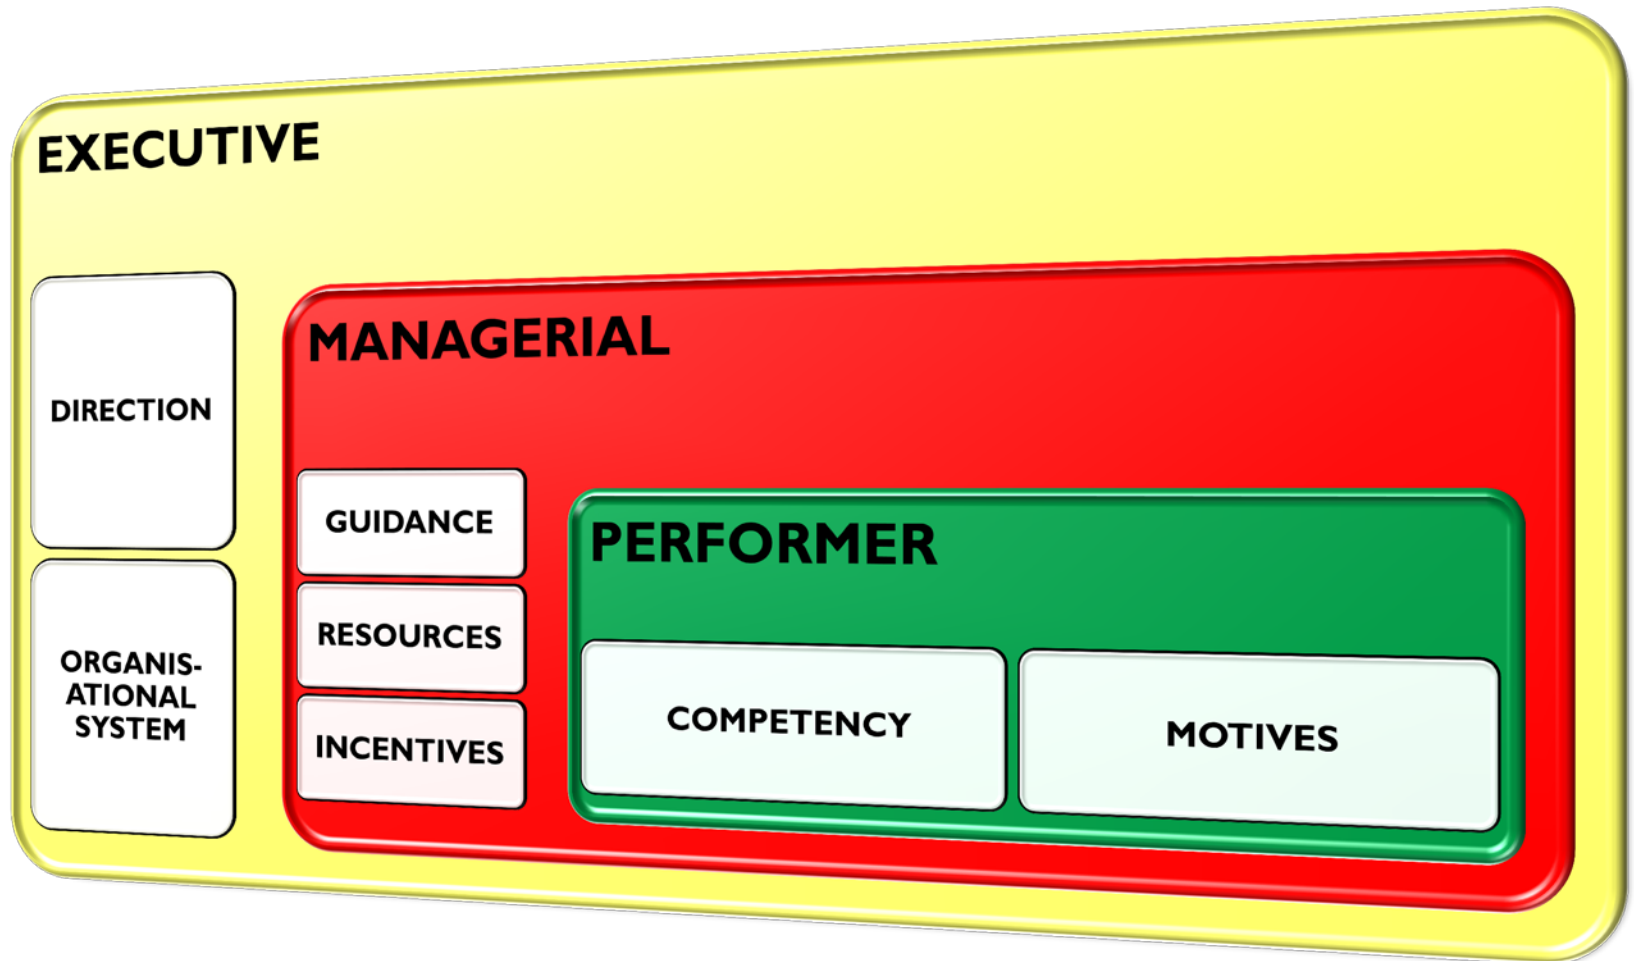 EXECUTIVE
DIRECTION
ORGANIS-
ATIONAL
SYSTEM
MANAGERIAL
GUIDANCE
RESOURCES
INCENTIVES
PERFORMER
COMPETENCY
MOTIVES